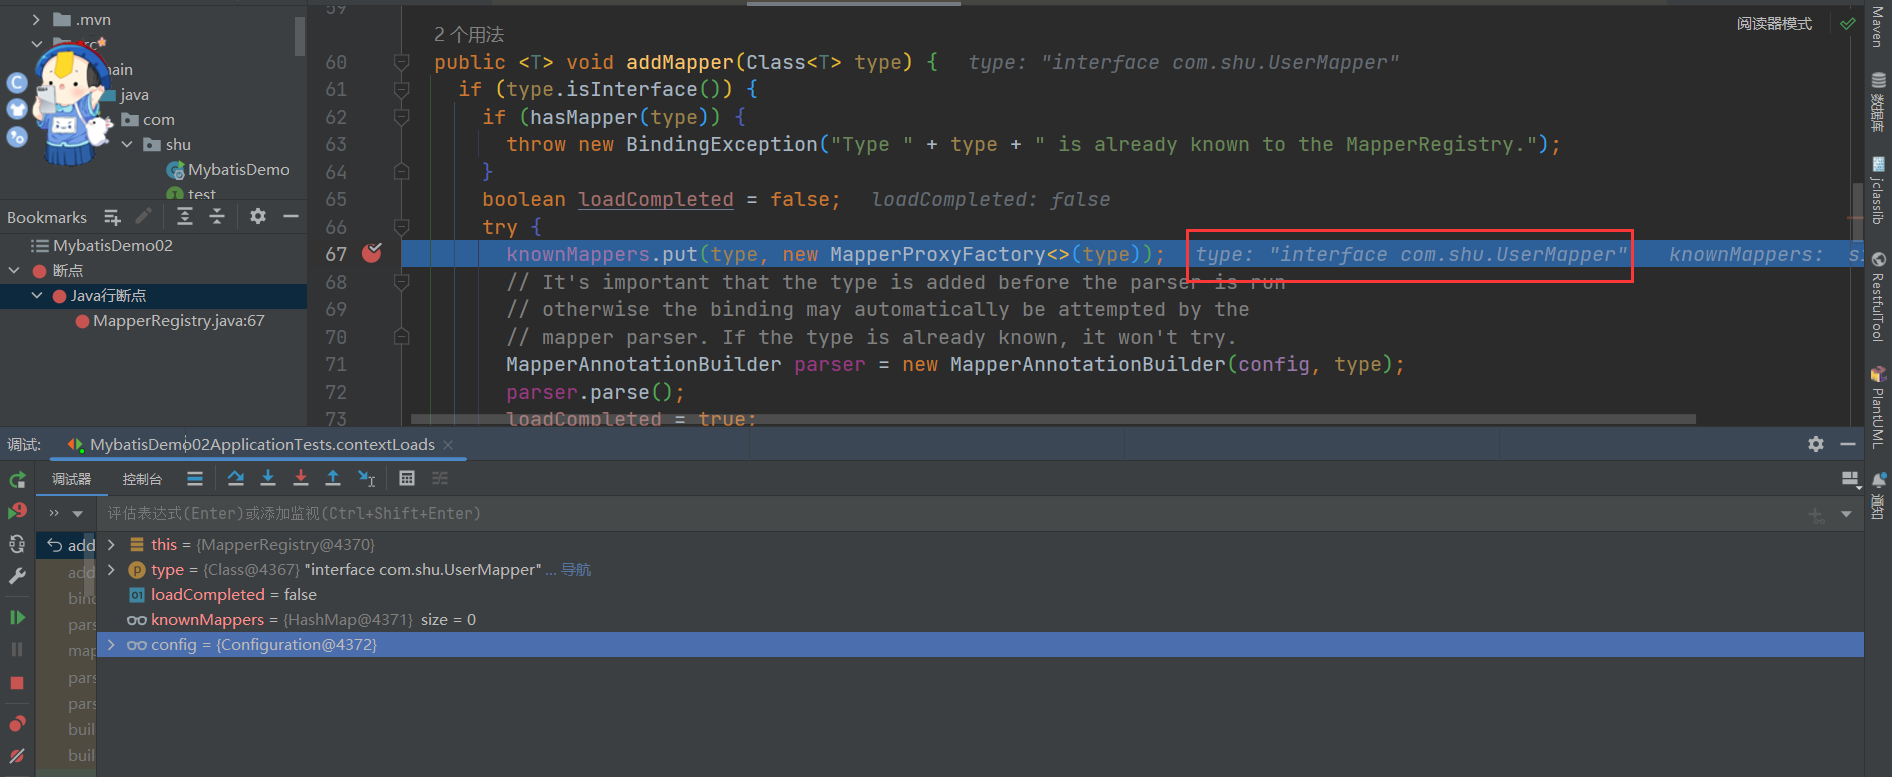 .mvn
main
java
com
shu
MybatisDemo
test
Bookmarks
MybatisDemo02
断点
Java行断点
MapperRegistry.java:67
59
2 个用法
阅读器模式
60 public <T> void addMapper(Class<T> type) { type: "interface com.shu.UserMapper"
61 if (type.isInterface()) {
62 if (hasMapper(type)) {
63 throw new BindingException("Type " + type + " is already known to the MapperRegistry.");
64 }
65 boolean loadCompleted = false; loadCompleted: false
66 try {
67 knownMappers.put(type, new MapperProxyFactory<>(type)); type: "interface com.shu.UserMapper" knownMappers: si
68 // It's important that the type is added before the parser is run
69 // otherwise the binding may automatically be attempted by the
70 // mapper parser. If the type is already known, it won't try.
71 MapperAnnotationBuilder parser = new MapperAnnotationBuilder(config, type);
72 parser.parse();
73 loadCompleted = true;
Maven
数据库
jclasslib
RestfulTool
PlantUML
通知
调试:
MybatisDemo02ApplicationTests.contextLoads
调试器
控制台
评估表达式(Enter)或添加监视(Ctrl+Shift+Enter)
add
add
bind
pars
map
pars
pars
buil
buil
this = {MapperRegistry@4370}
type = {Class@4367} "interface com.shu.UserMapper" ... 导航
loadCompleted = false
knownMappers = {HashMap@4371} size = 0
config = {Configuration@4372}